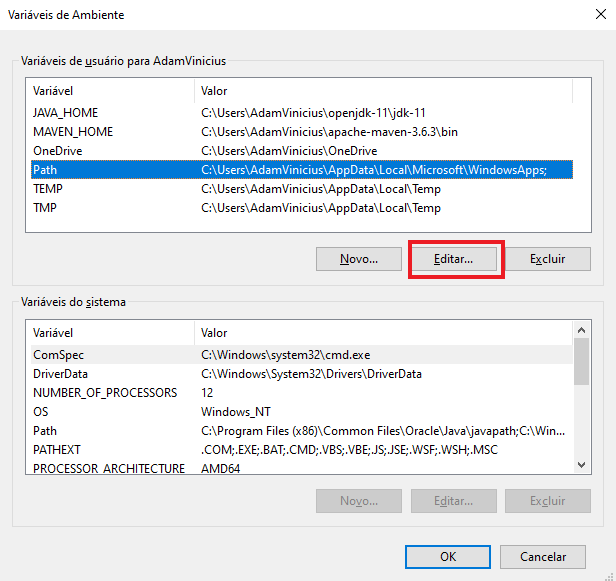 Variáveis de Ambiente
Variáveis de usuário para AdamVinicius
Variável Valor
JAVA_HOME C:\Users\AdamVinicius\openjdk-11\jdk-11
MAVEN_HOME C:\Users\AdamVinicius\apache-maven-3.6.3\bin
OneDrive C:\Users\AdamVinicius\OneDrive
Path C:\Users\AdamVinicius\AppData\Local\Microsoft\WindowsApps;
TEMP C:\Users\AdamVinicius\AppData\Local\Temp
TMP C:\Users\AdamVinicius\AppData\Local\Temp
Novo... Editar... Excluir
Variáveis do sistema
Variável Valor
ComSpec C:\Windows\system32\cmd.exe
DriverData C:\Windows\System32\Drivers\DriverData
NUMBER_OF_PROCESSORS 12
OS Windows_NT
Path C:\Program Files (x86)\Common Files\Oracle\Java\javapath;C:\Win...
PATHEXT .COM;.EXE;.BAT;.CMD;.VBS;.VBE;.JS;.JSE;.WSF;.WSH;.MSC
PROCESSOR_ARCHITECTURE AMD64
Novo... Editar... Excluir
OK Cancelar